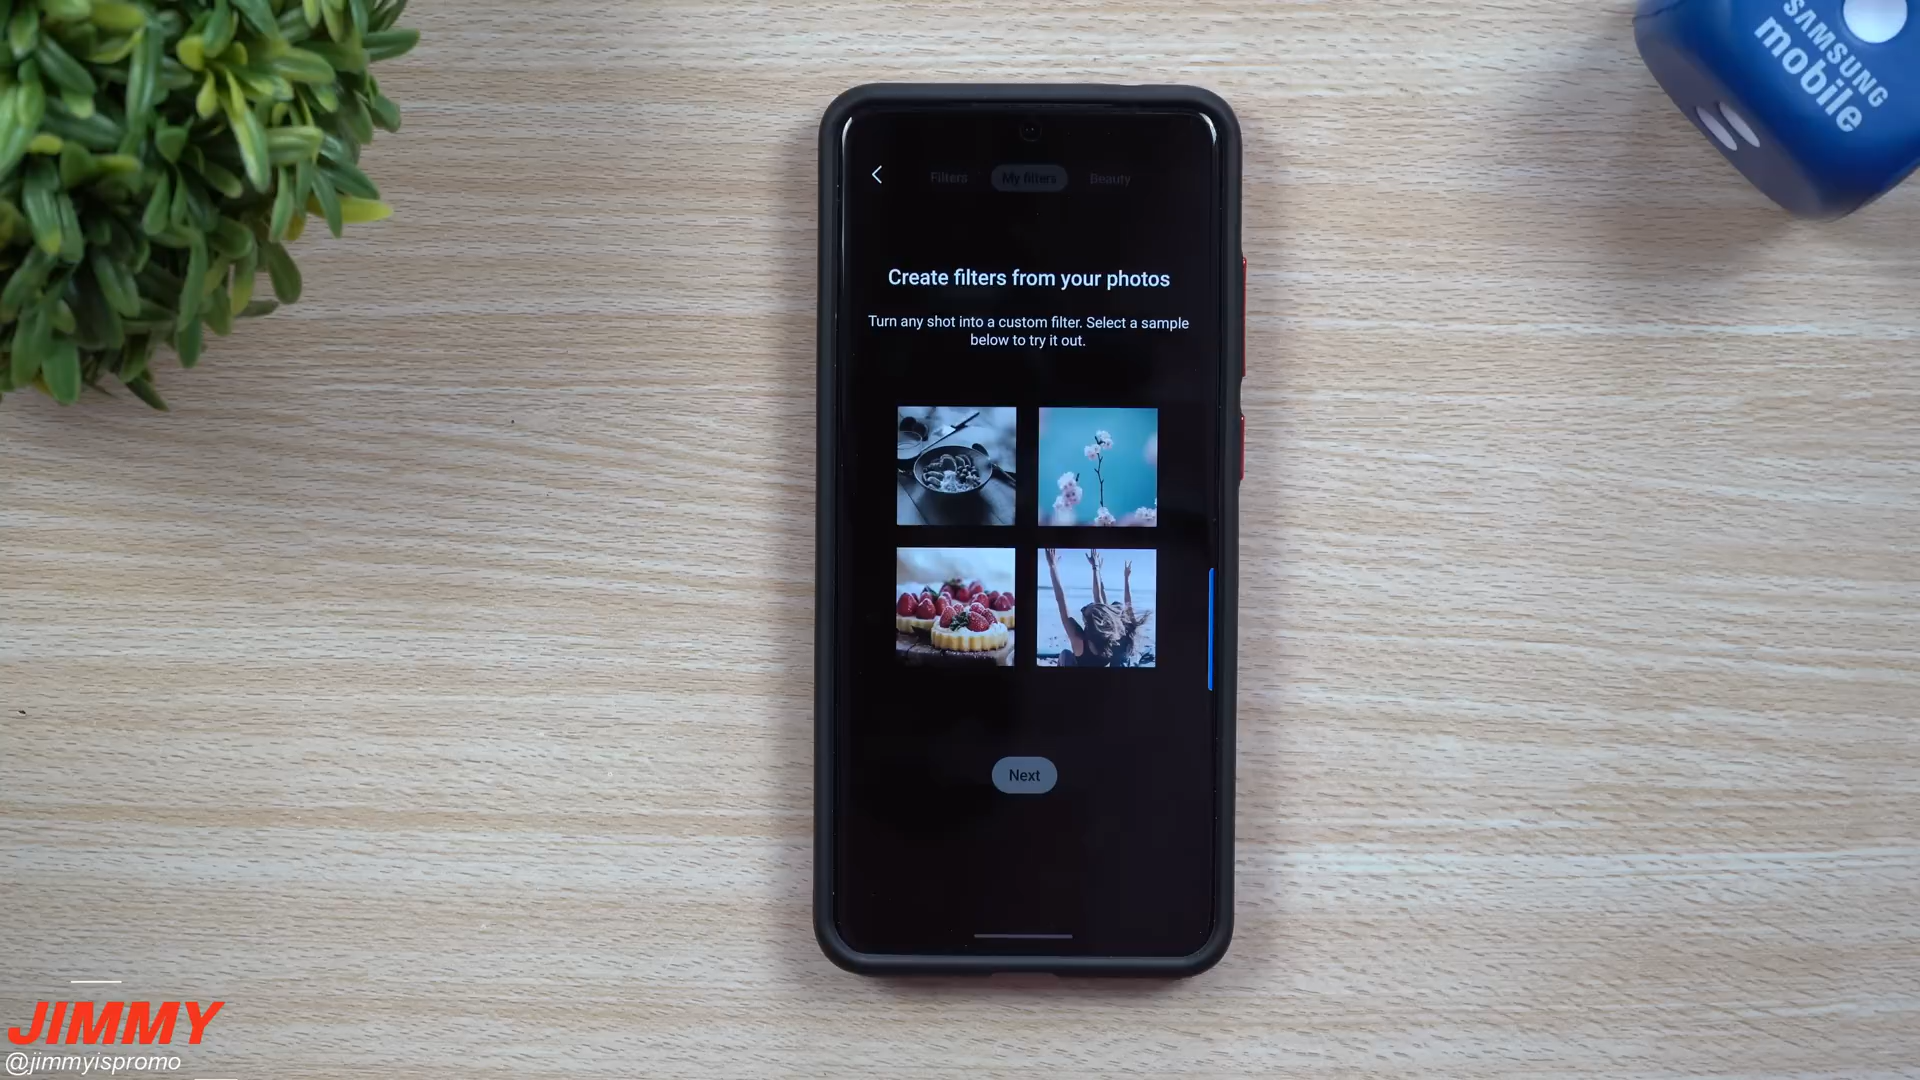 SAMSUNG
mobile
Filters My filters Beauty
Create filters from your photos
Turn any shot into a custom filter. Select a sample
below to try it out.
Next
JIMMY
@jimmyispromo